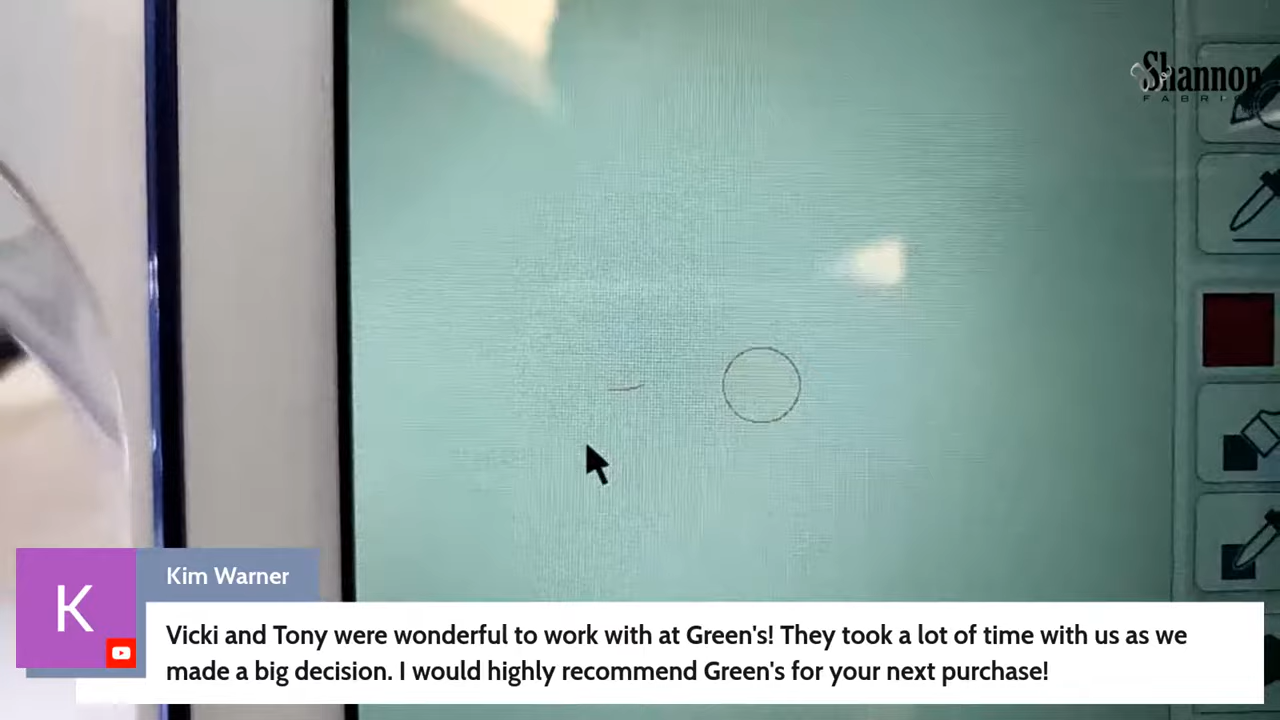 Shannon
FABRI
K
Kim Warner
Vicki and Tony were wonderful to work with at Green's! They took a lot of time with us as we
made a big decision. I would highly recommend Green's for your next purchase!